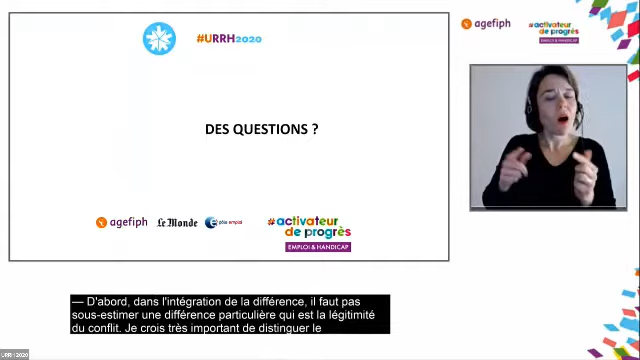 #URRH2020
agefiph
#activateur
de progrès
EMPLOI & HANDICAP
DES QUESTIONS ?
agefiph
Le Monde
pôle emploi
#activateur
de progrès
EMPLOI & HANDICAP
— D'abord, dans l'intégration de la différence, il faut pas
sous-estimer une différence particulière qui est la légitimité
du conflit. Je crois très important de distinguer le
URRH 2020